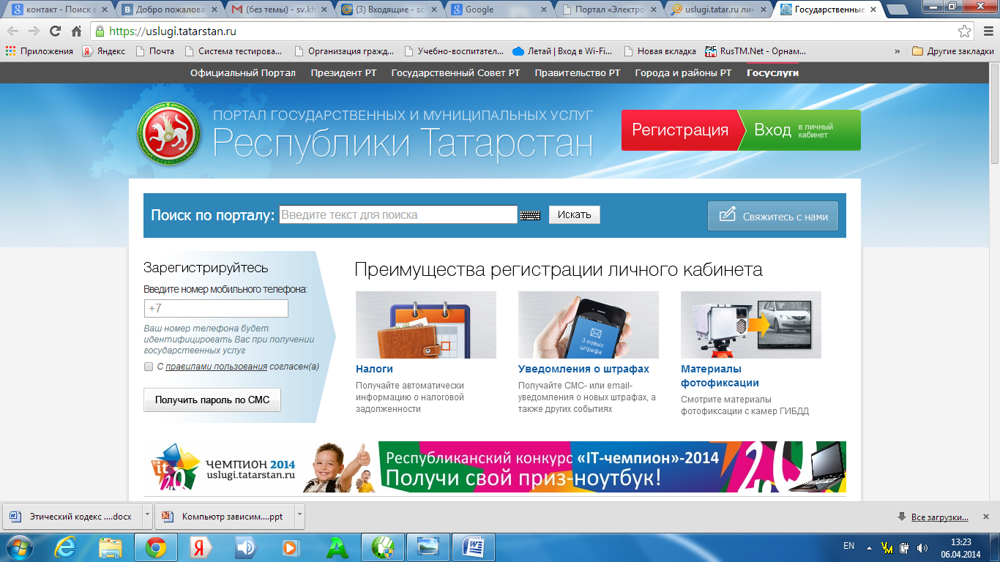 контакт - Поиск в
Добро пожалова
(без темы) - sv.kh
(3) Входящие - sc
Google
Портал «Электро
uslugi.tatar.ru ли
Государственные
https://uslugi.tatarstan.ru
Приложения
Яндекс
Почта
Система тестирова...
Организация гражд...
Учебно-воспитател...
Летай | Вход в Wi-Fi...
Новая вкладка
RusTM.Net - Орнам...
»
Другие закладки
Официальный Портал
Президент РТ
Государственный Совет РТ
Правительство РТ
Города и районы РТ
Госуслуги
ПОРТАЛ ГОСУДАРСТВЕННЫХ И МУНИЦИПАЛЬНЫХ УСЛУГ
Республики Татарстан
Регистрация
Вход
в личный
кабинет
Поиск по порталу:
Введите текст для поиска
Искать
Свяжитесь с нами
Зарегистрируйтесь
Введите номер мобильного телефона:
+7
Ваш номер телефона будет
идентифицировать Вас при получении
государственных услуг
С правилами пользования согласен(а)
Получить пароль по СМС
Преимущества регистрации личного кабинета
3 новых
штрафа
Налоги
Получайте автоматически
информацию о налоговой
задолженности
Уведомления о штрафах
Получайте СМС- или email-
уведомления о новых штрафах, а
также других событиях
Материалы
фотофиксации
Смотрите материалы
фотофиксации с камер ГИБДД
it
2.0
ЧЕМПИОН 2014
uslugi.tatarstan.ru
Республиканский конкурс «IT-чемпион»-2014
Получи свой приз-ноутбук!
2.0
Этический кодекс ....docx
Компьютр зависим....ppt
Все загрузки...
EN
13:23
06.04.2014